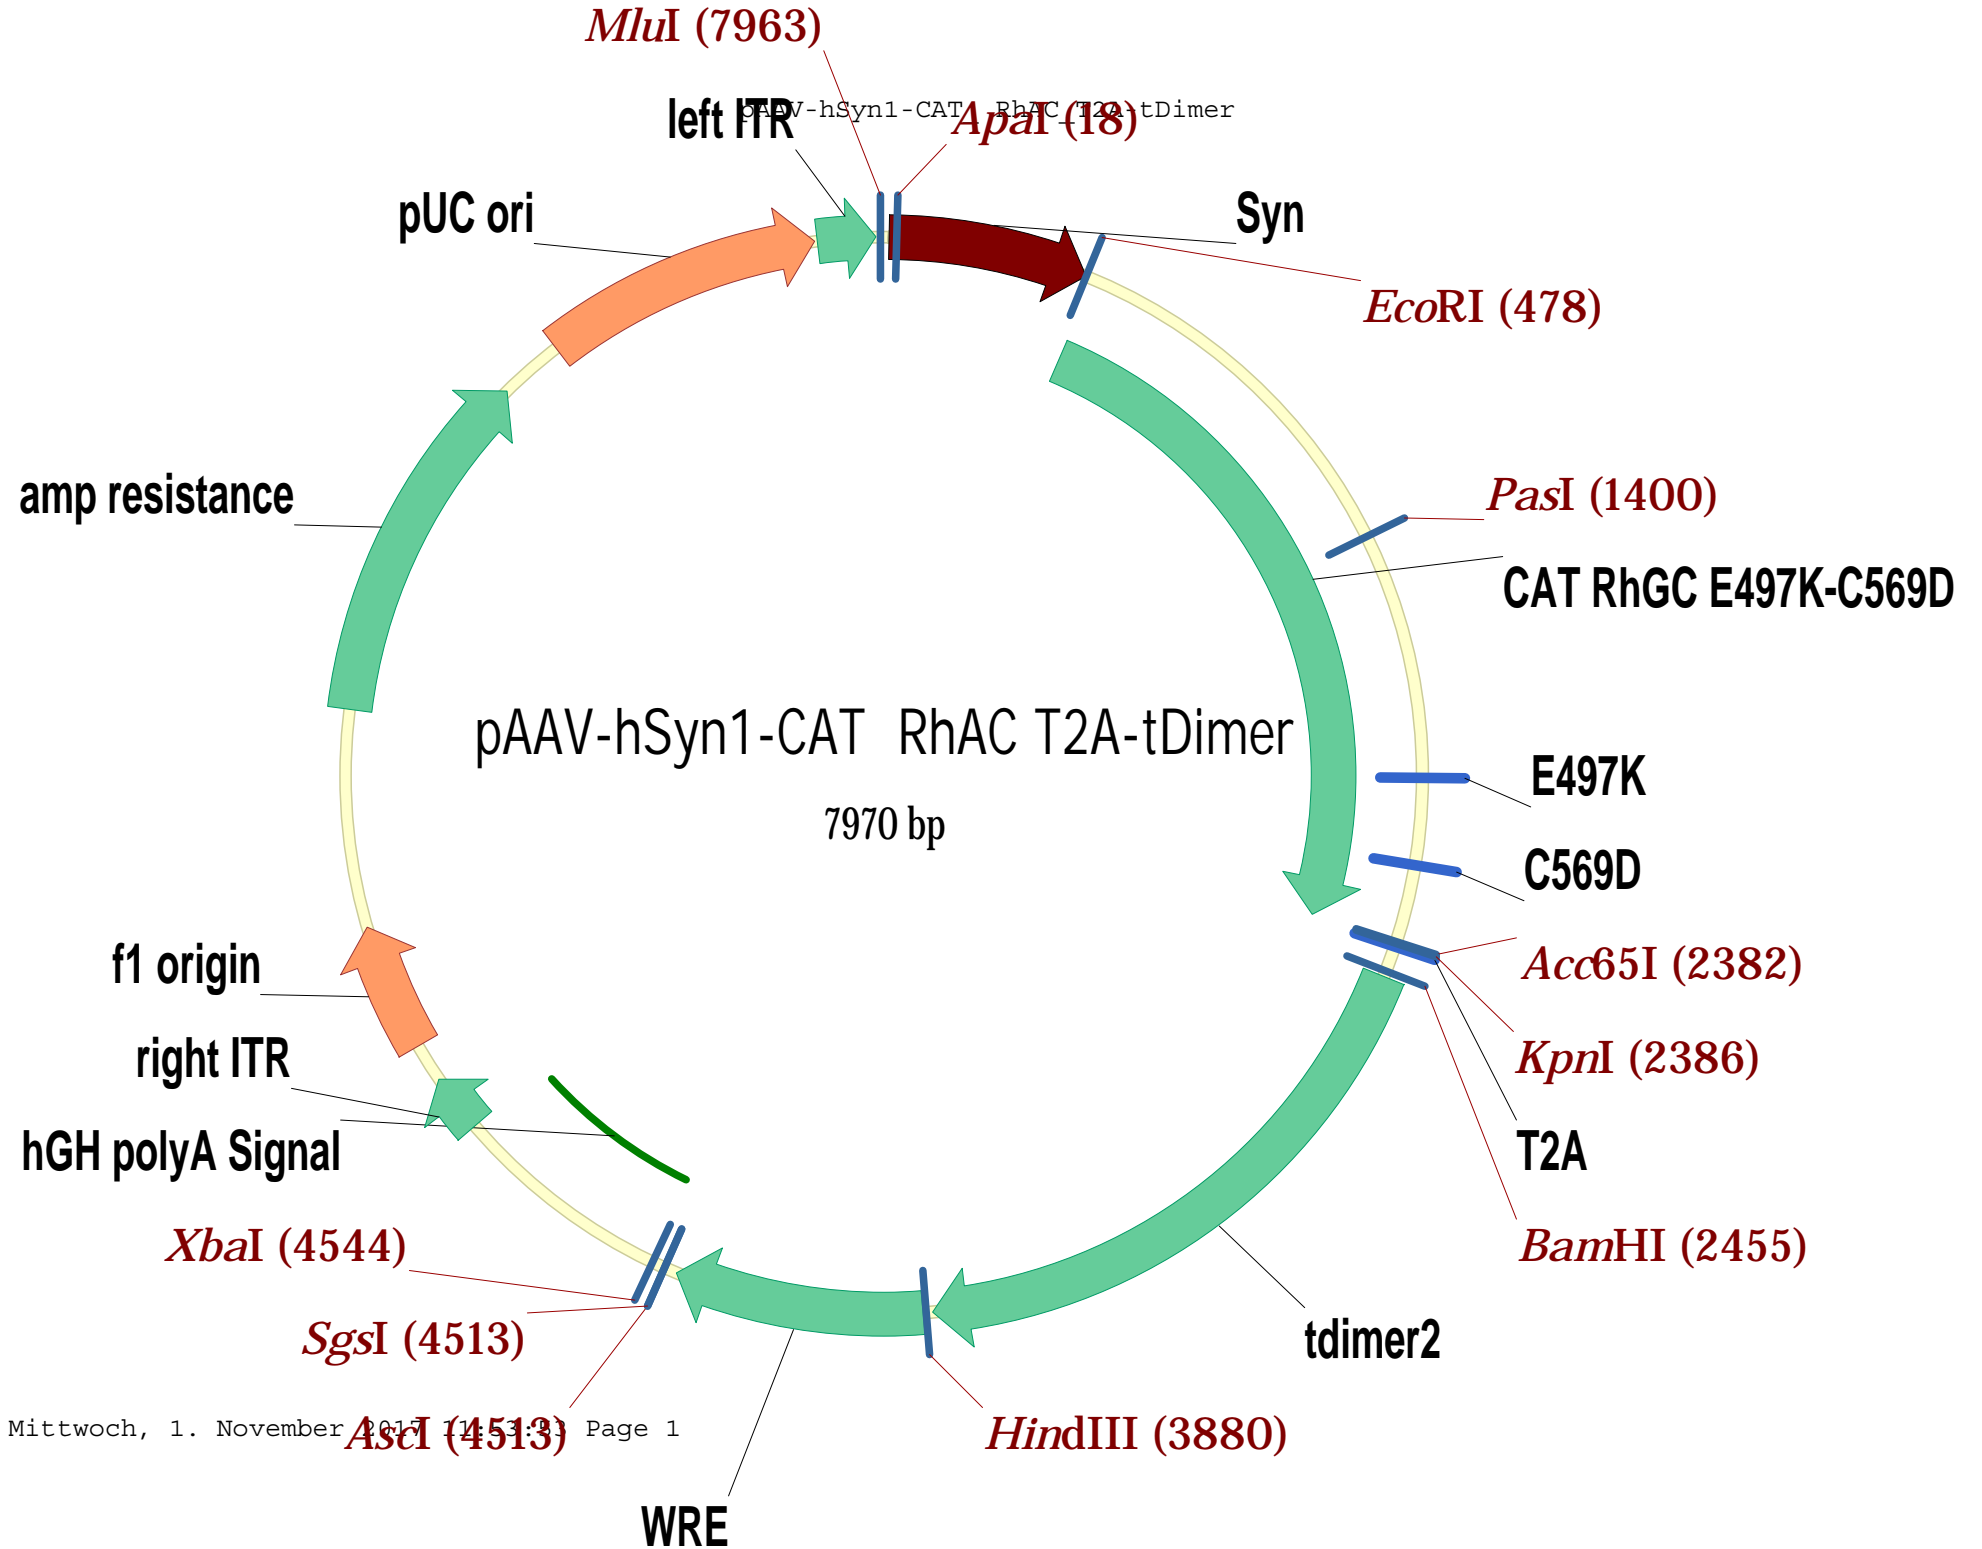 MluI (7963)
pAAV-hSyn1-CAT  RhAC_T2A-tDimer
left ITR
ApaI (18)
pUC ori
Syn
EcoRI (478)
amp resistance
PasI (1400)
CAT RhGC E497K-C569D
pAAV-hSyn1-CAT  RhAC T2A-tDimer
7970 bp
E497K
C569D
f1 origin
Acc65I (2382)
right ITR
KpnI (2386)
hGH polyA Signal
T2A
XbaI (4544)
BamHI (2455)
SgsI (4513)
tdimer2
Mittwoch, 1. November 2017 11:53:53 Page 1
AscI (4513)
HindIII (3880)
WRE